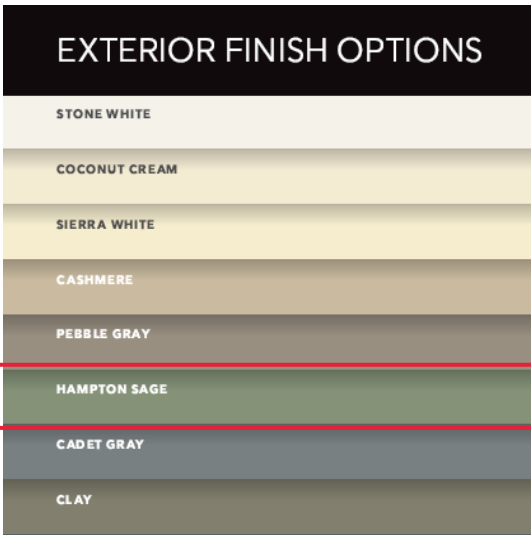 EXTERIOR FINISH OPTIONS
STONE WHITE
COCONUT CREAM
SIERRA WHITE
CASHMERE
PEBBLE GRAY
HAMPTON SAGE
CADET GRAY
CLAY